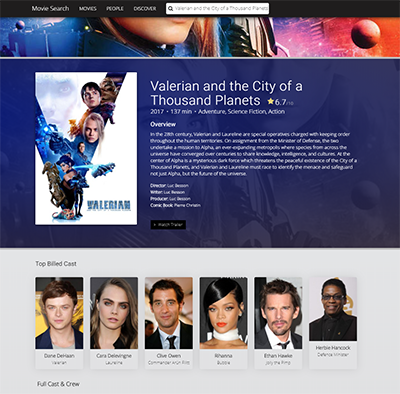 Movie Search MOVIES PEOPLE DISCOVER Valerian and the City of a Thousand Planets
Valerian and the City of a
Thousand Planets 6.7/10
2017 • 137 min • Adventure, Science Fiction, Action
Overview
In the 28th century, Valerian and Laureline are special operatives charged with keeping order
throughout the human territories. On assignment from the Minister of Defense, the two
undertake a mission to Alpha, an ever-expanding metropolis where species from across the
universe have converged over centuries to share knowledge, intelligence, and cultures. At the
center of Alpha is a mysterious dark force which threatens the peaceful existence of the City of a
Thousand Planets, and Valerian and Laureline must race to identify the menace and safeguard
not just Alpha, but the future of the universe.
Director: Luc Besson
Writer: Luc Besson
Producer: Luc Besson
Comic Book: Pierre Christin
Watch Trailer
VALERIAN
Top Billed Cast
Dane DeHaan Cara Delevingne Clive Owen Rihanna Ethan Hawke Herbie Hancock
Valerian Laureline Commander Arün Filitt Bubble Jolly the Pimp Defence Minister
Full Cast & Crew